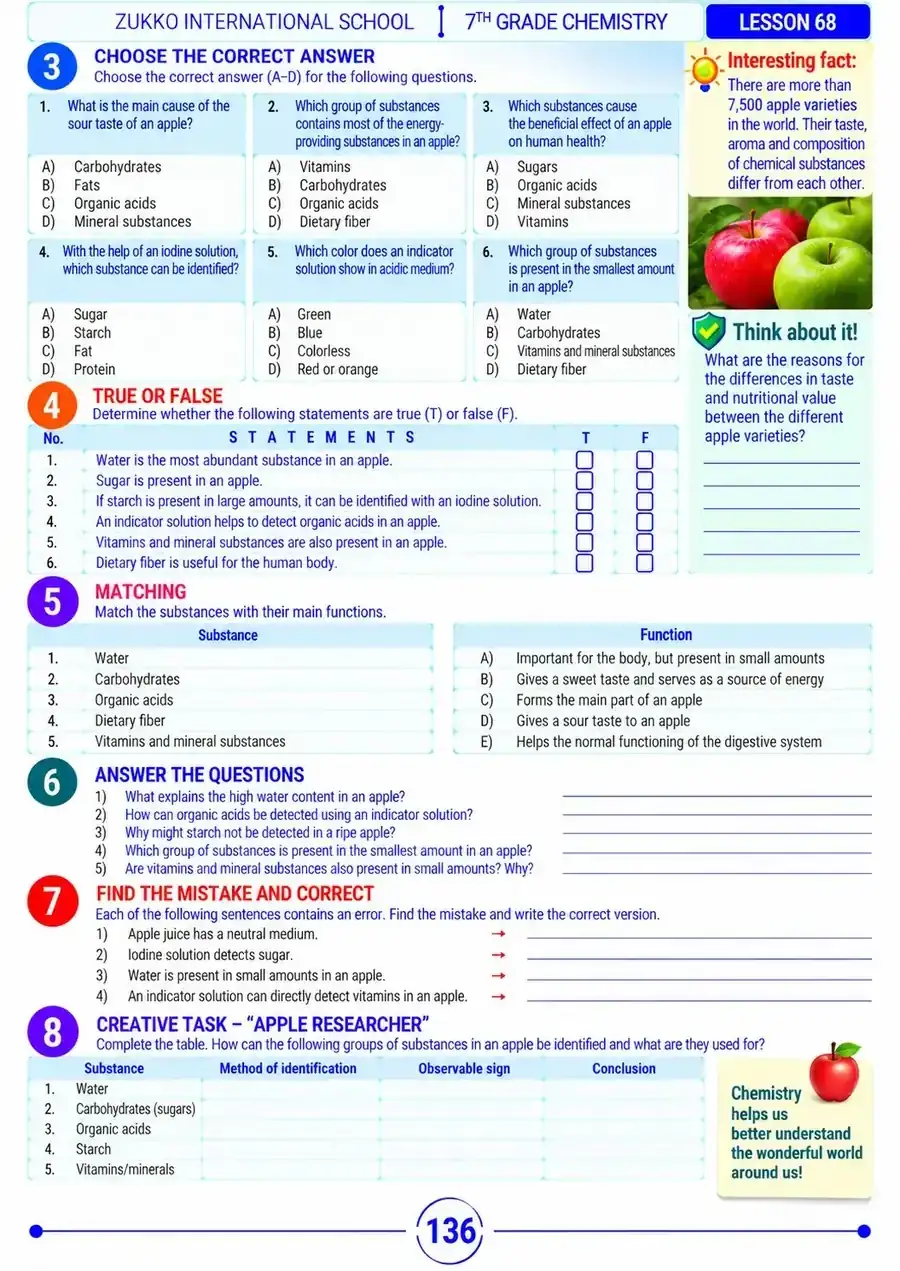 ZUKKO INTERNATIONAL SCHOOL
7TH GRADE CHEMISTRY
LESSON 68
3
CHOOSE THE CORRECT ANSWER
Choose the correct answer (A–D) for the following questions.
1. What is the main cause of the
sour taste of an apple?
A) Carbohydrates
B) Fats
C) Organic acids
D) Mineral substances
2. Which group of substances
contains most of the energy-
providing substances in an apple?
A) Vitamins
B) Carbohydrates
C) Organic acids
D) Dietary fiber
3. Which substances cause
the beneficial effect of an apple
on human health?
A) Sugars
B) Organic acids
C) Mineral substances
D) Vitamins
4. With the help of an iodine solution,
which substance can be identified?
A) Sugar
B) Starch
C) Fat
D) Protein
5. Which color does an indicator
solution show in acidic medium?
A) Green
B) Blue
C) Colorless
D) Red or orange
6. Which group of substances
is present in the smallest amount
in an apple?
A) Water
B) Carbohydrates
C) Vitamins and mineral substances
D) Dietary fiber
Interesting fact:
There are more than
7,500 apple varieties
in the world. Their taste,
aroma and composition
of chemical substances
differ from each other.
Think about it!
What are the reasons for
the differences in taste
and nutritional value
between the different
apple varieties?
4
TRUE OR FALSE
Determine whether the following statements are true (T) or false (F).
No. STATEMENTS T F
1. Water is the most abundant substance in an apple.
2. Sugar is present in an apple.
3. If starch is present in large amounts, it can be identified with an iodine solution.
4. An indicator solution helps to detect organic acids in an apple.
5. Vitamins and mineral substances are also present in an apple.
6. Dietary fiber is useful for the human body.
5
MATCHING
Match the substances with their main functions.
Substance
1. Water
2. Carbohydrates
3. Organic acids
4. Dietary fiber
5. Vitamins and mineral substances
Function
A) Important for the body, but present in small amounts
B) Gives a sweet taste and serves as a source of energy
C) Forms the main part of an apple
D) Gives a sour taste to an apple
E) Helps the normal functioning of the digestive system
6
ANSWER THE QUESTIONS
1) What explains the high water content in an apple?
2) How can organic acids be detected using an indicator solution?
3) Why might starch not be detected in a ripe apple?
4) Which group of substances is present in the smallest amount in an apple?
5) Are vitamins and mineral substances also present in small amounts? Why?
7
FIND THE MISTAKE AND CORRECT
Each of the following sentences contains an error. Find the mistake and write the correct version.
1) Apple juice has a neutral medium. →
2) Iodine solution detects sugar. →
3) Water is present in small amounts in an apple. →
4) An indicator solution can directly detect vitamins in an apple. →
8
CREATIVE TASK – “APPLE RESEARCHER”
Complete the table. How can the following groups of substances in an apple be identified and what are they used for?
Substance Method of identification Observable sign Conclusion
1. Water
2. Carbohydrates (sugars)
3. Organic acids
4. Starch
5. Vitamins/minerals
Chemistry
helps us
better understand
the wonderful world
around us!
136